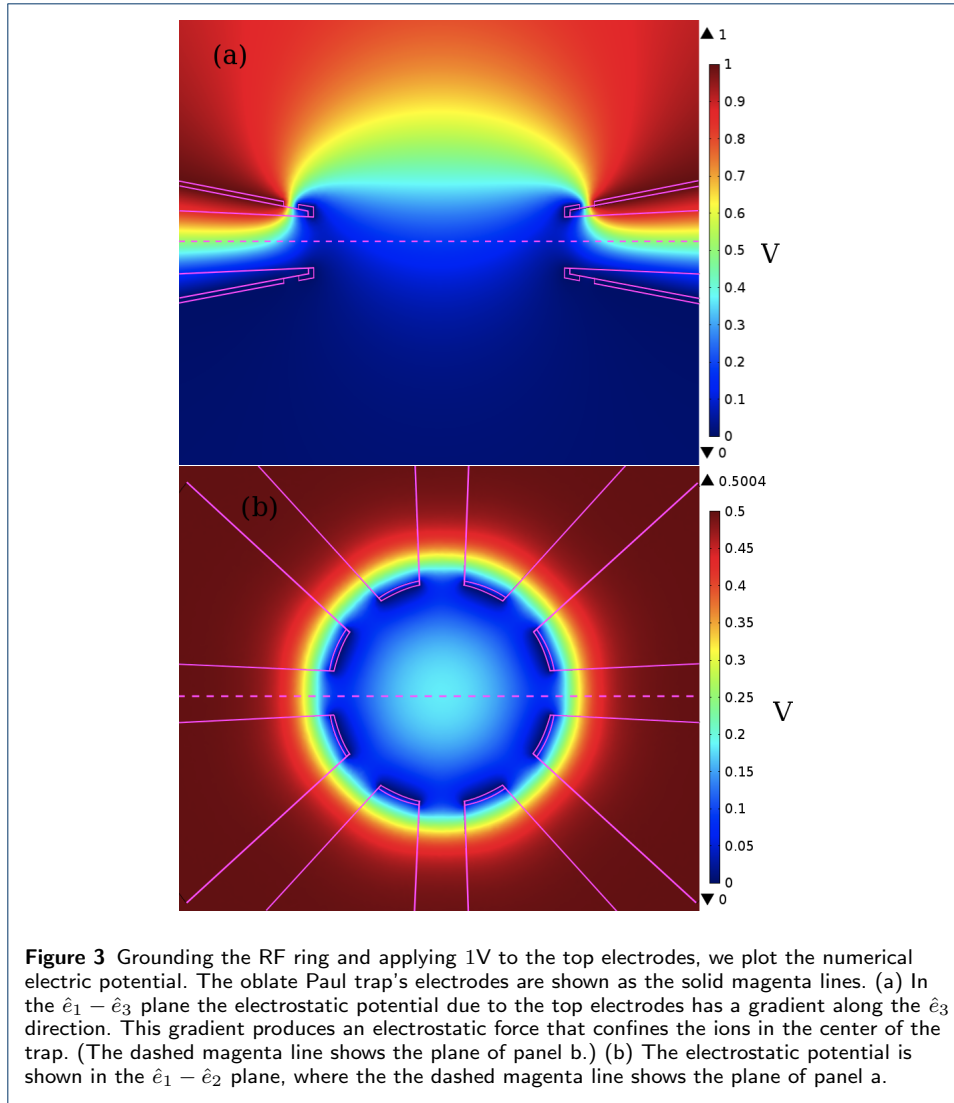 (a)
▲ 1
1
0.9
0.8
0.7
0.6
0.5
0.4
0.3
0.2
0.1
0
▼ 0
V
(b)
▲ 0.5004
0.5
0.45
0.4
0.35
0.3
0.25
0.2
0.15
0.1
0.05
0
▼ 0
V
Figure 3 Grounding the RF ring and applying 1V to the top electrodes, we plot the numerical
electric potential. The oblate Paul trap's electrodes are shown as the solid magenta lines. (a) In
the ê₁ − ê₃ plane the electrostatic potential due to the top electrodes has a gradient along the ê₃
direction. This gradient produces an electrostatic force that confines the ions in the center of the
trap. (The dashed magenta line shows the plane of panel b.) (b) The electrostatic potential is
shown in the ê₁ − ê₂ plane, where the the dashed magenta line shows the plane of panel a.